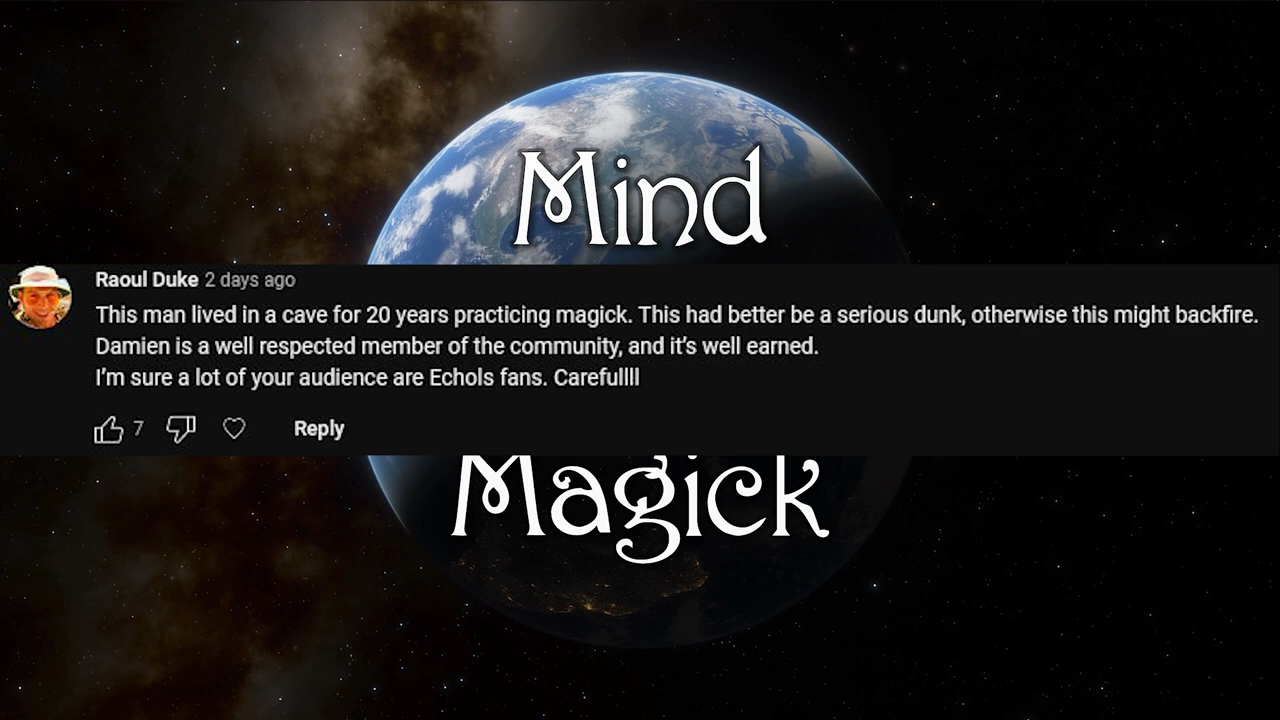 Mind
Raoul Duke 2 days ago
This man lived in a cave for 20 years practicing magick. This had better be a serious dunk, otherwise this might backfire.
Damien is a well respected member of the community, and it’s well earned.
I’m sure a lot of your audience are Echols fans. Carefullll
7 Reply
Magick